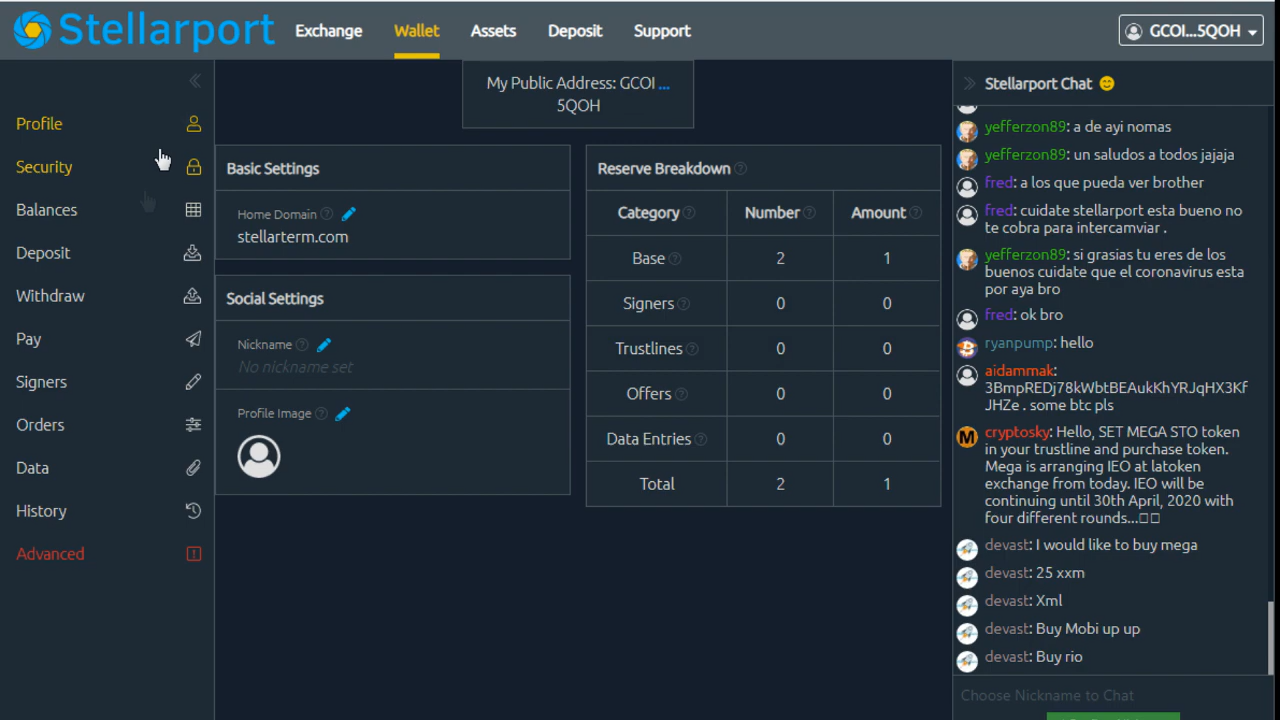 Stellarport
Exchange
Wallet
Assets
Deposit
Support
GCOI...5QOH
My Public Address: GCOI ...
5QOH
Profile
Security
Balances
Deposit
Withdraw
Pay
Signers
Orders
Data
History
Advanced
Basic Settings
Home Domain
stellarterm.com
Social Settings
Nickname
No nickname set
Profile Image
Reserve Breakdown
Category Number Amount
Base 2 1
Signers 0 0
Trustlines 0 0
Offers 0 0
Data Entries 0 0
Total 2 1
Stellarport Chat
yefferzon89: a de ayi nomas
yefferzon89: un saludos a todos jajaja
fred: a los que pueda ver brother
fred: cuidate stellarport esta bueno no
te cobra para intercamviar .
yefferzon89: si grasias tu eres de los
buenos cuidate que el coronavirus esta
por aya bro
fred: ok bro
ryanpump: hello
aidammak:
3BmpREDj78kWbtBEAukKhYRJqHX3Kf
JHZe . some btc pls
cryptosky: Hello, SET MEGA STO token
in your trustline and purchase token.
Mega is arranging IEO at latoken
exchange from today. IEO will be
continuing until 30th April, 2020 with
four different rounds...
devast: I would like to buy mega
devast: 25 xxm
devast: Xml
devast: Buy Mobi up up
devast: Buy rio
Choose Nickname to Chat